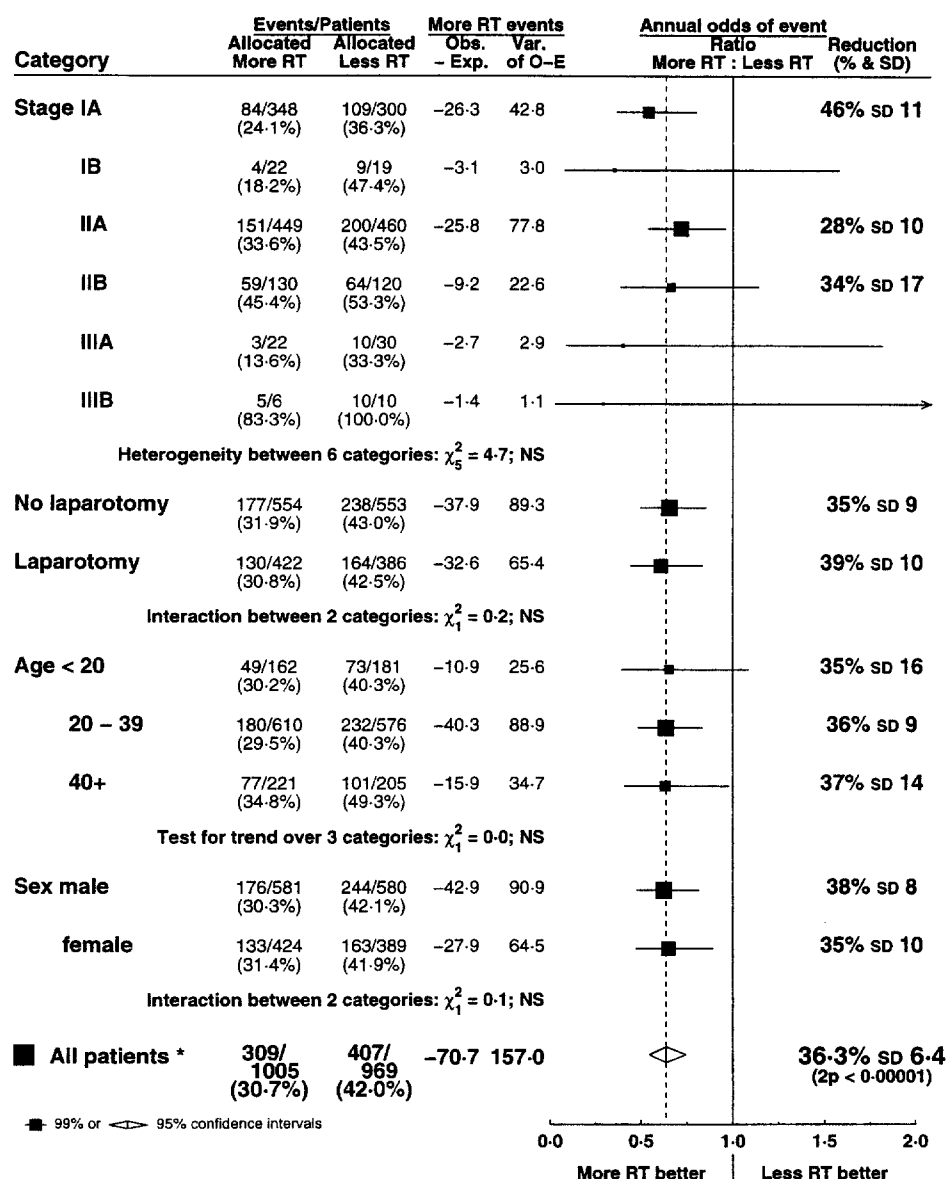 Events/Patients More RT events Annual odds of event
Allocated Allocated Obs. Var. Ratio Reduction
Category More RT Less RT – Exp. of O–E More RT : Less RT (% & SD)
Stage IA 84/348 109/300 –26·3 42·8 46% SD 11
(24·1%) (36·3%)
IB 4/22 9/19 –3·1 3·0
(18·2%) (47·4%)
IIA 151/449 200/460 –25·8 77·8 28% SD 10
(33·6%) (43·5%)
IIB 59/130 64/120 –9·2 22·6 34% SD 17
(45·4%) (53·3%)
IIIA 3/22 10/30 –2·7 2·9
(13·6%) (33·3%)
IIIB 5/6 10/10 –1·4 1·1
(83·3%) (100·0%)
Heterogeneity between 6 categories: χ²₅ = 4·7; NS
No laparotomy 177/554 238/553 –37·9 89·3 35% SD 9
(31·9%) (43·0%)
Laparotomy 130/422 164/386 –32·6 65·4 39% SD 10
(30·8%) (42·5%)
Interaction between 2 categories: χ²₁ = 0·2; NS
Age < 20 49/162 73/181 –10·9 25·6 35% SD 16
(30·2%) (40·3%)
20 – 39 180/610 232/576 –40·3 88·9 36% SD 9
(29·5%) (40·3%)
40+ 77/221 101/205 –15·9 34·7 37% SD 14
(34·8%) (49·3%)
Test for trend over 3 categories: χ²₁ = 0·0; NS
Sex male 176/581 244/580 –42·9 90·9 38% SD 8
(30·3%) (42·1%)
female 133/424 163/389 –27·9 64·5 35% SD 10
(31·4%) (41·9%)
Interaction between 2 categories: χ²₁ = 0·1; NS
All patients * 309/ 407/ –70·7 157·0 36·3% SD 6·4
1005 969 (2p < 0·00001)
(30·7%) (42·0%)
99% or 95% confidence intervals
0·0 0·5 1·0 1·5 2·0
More RT better Less RT better